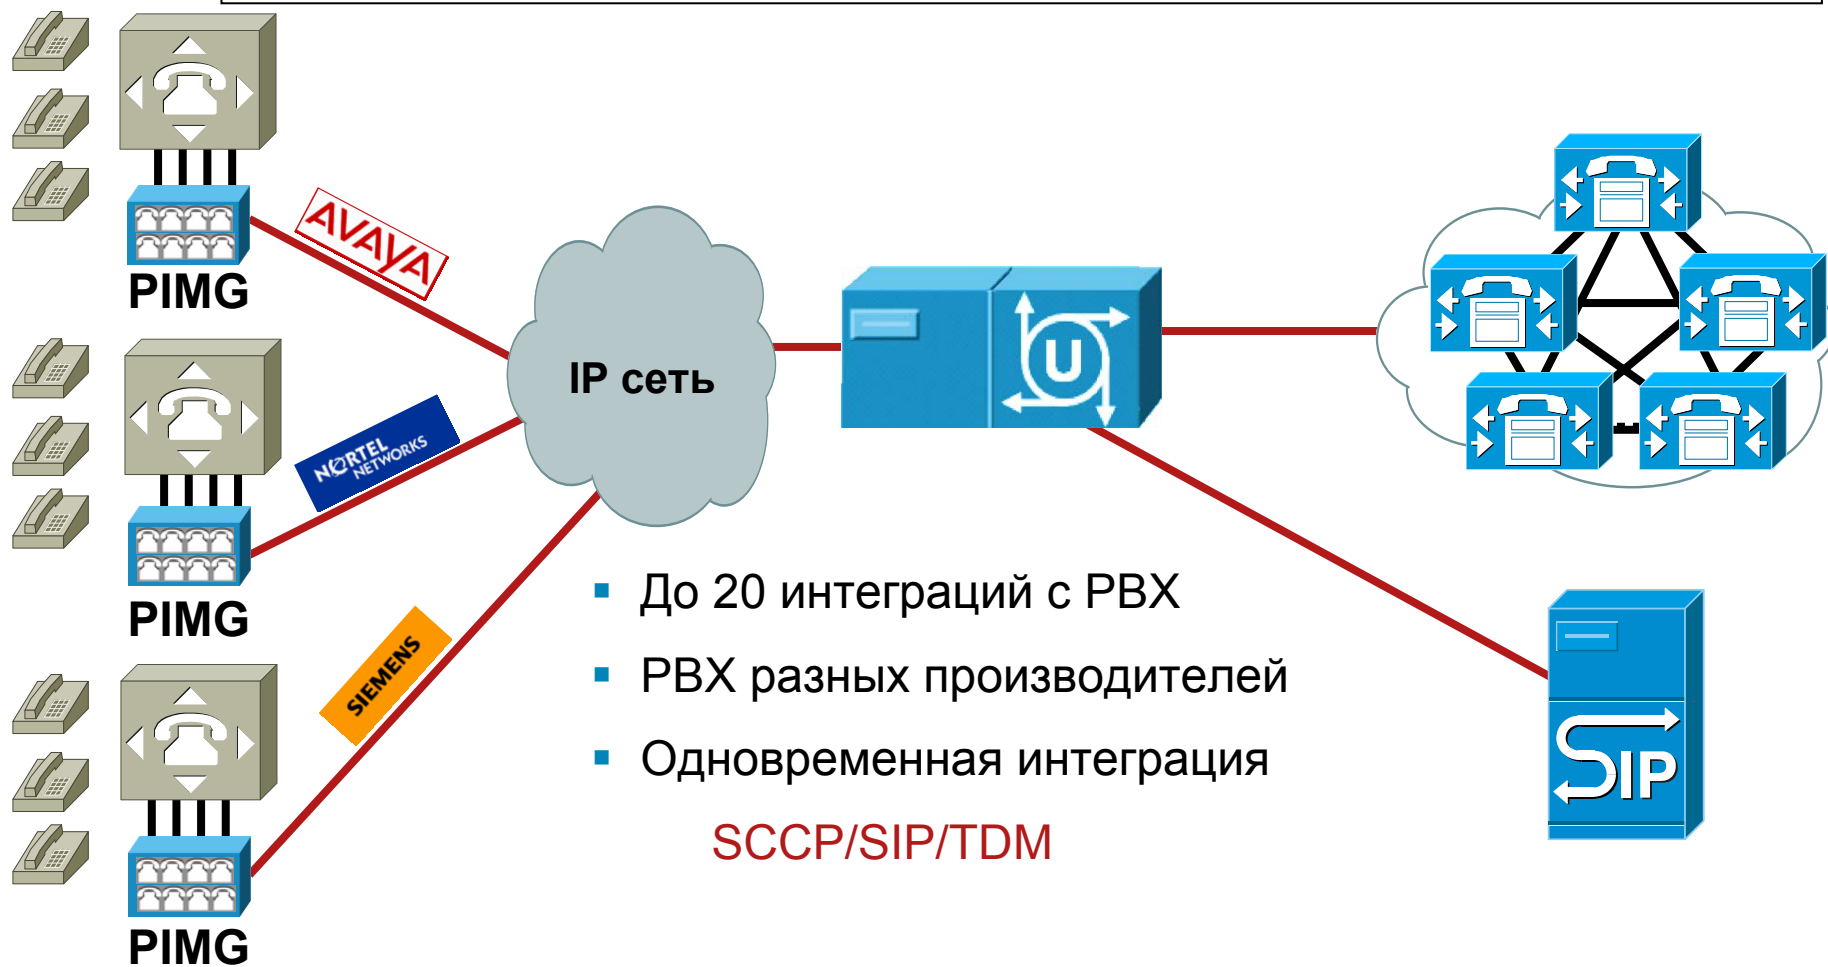 AVAYA
PIMG
IP сеть
U
NORTEL
NETWORKS
PIMG
SIEMENS
PIMG
До 20 интеграций с PBX
PBX разных производителей
Одновременная интеграция
SCCP/SIP/TDM
SIP